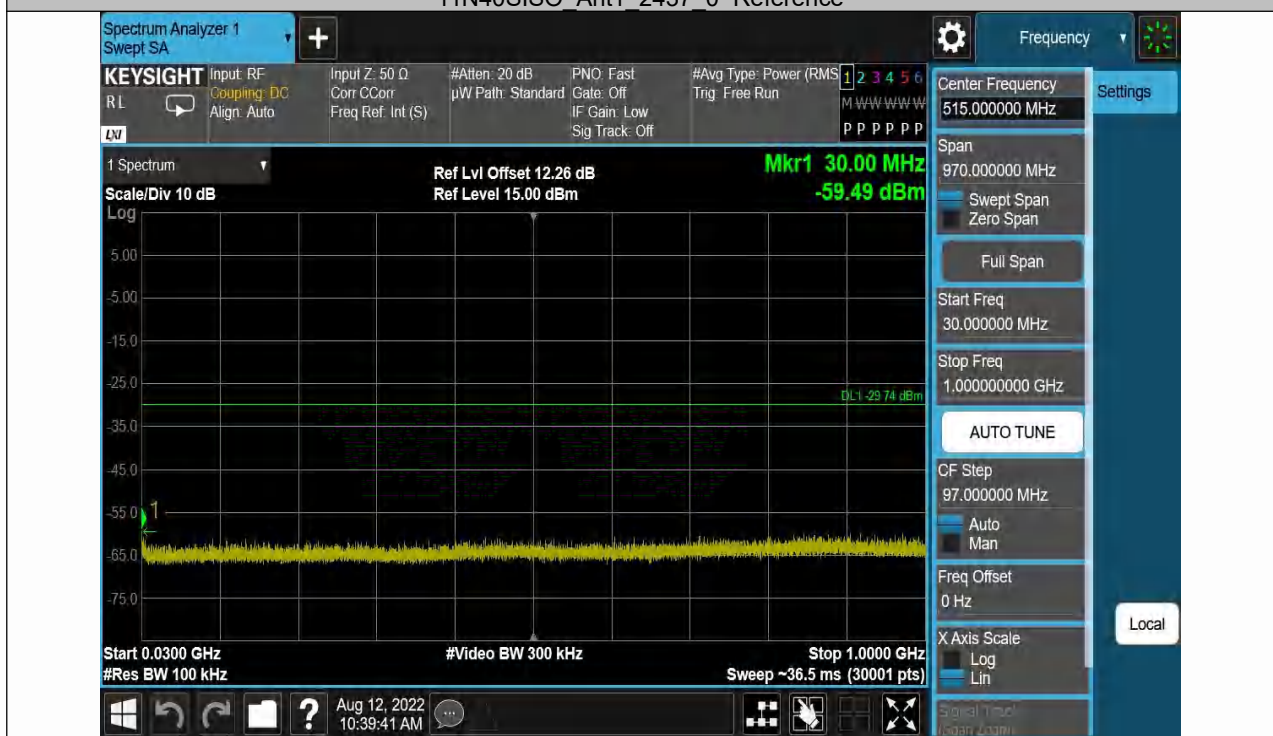 11N40SISO_Ant1_2437_0~Reference
Spectrum Analyzer 1
Swept SA
Frequency
KEYSIGHT
RL
LXI
Input: RF
Coupling: DC
Align: Auto
Input Z: 50 Ω
Corr CCorr
Freq Ref: Int (S)
#Atten: 20 dB
µW Path: Standard
PNO: Fast
Gate: Off
IF Gain: Low
Sig Track: Off
#Avg Type: Power (RMS
Trig: Free Run
1 2 3 4 5 6
M W W W W W
P P P P P P
1 Spectrum
Scale/Div 10 dB
Log
Ref Lvl Offset 12.26 dB
Ref Level 15.00 dBm
Mkr1 30.00 MHz
-59.49 dBm
5.00
-5.00
-15.0
-25.0
DL1 -29.74 dBm
-35.0
-45.0
-55.0
1
-65.0
-75.0
Start 0.0300 GHz
#Res BW 100 kHz
#Video BW 300 kHz
Stop 1.0000 GHz
Sweep ~36.5 ms (30001 pts)
Center Frequency
515.000000 MHz
Settings
Span
970.000000 MHz
Swept Span
Zero Span
Full Span
Start Freq
30.000000 MHz
Stop Freq
1.000000000 GHz
AUTO TUNE
CF Step
97.000000 MHz
Auto
Man
Freq Offset
0 Hz
X Axis Scale
Log
Lin
Local
Signal Track
(Span Zoom)
?
Aug 12, 2022
10:39:41 AM